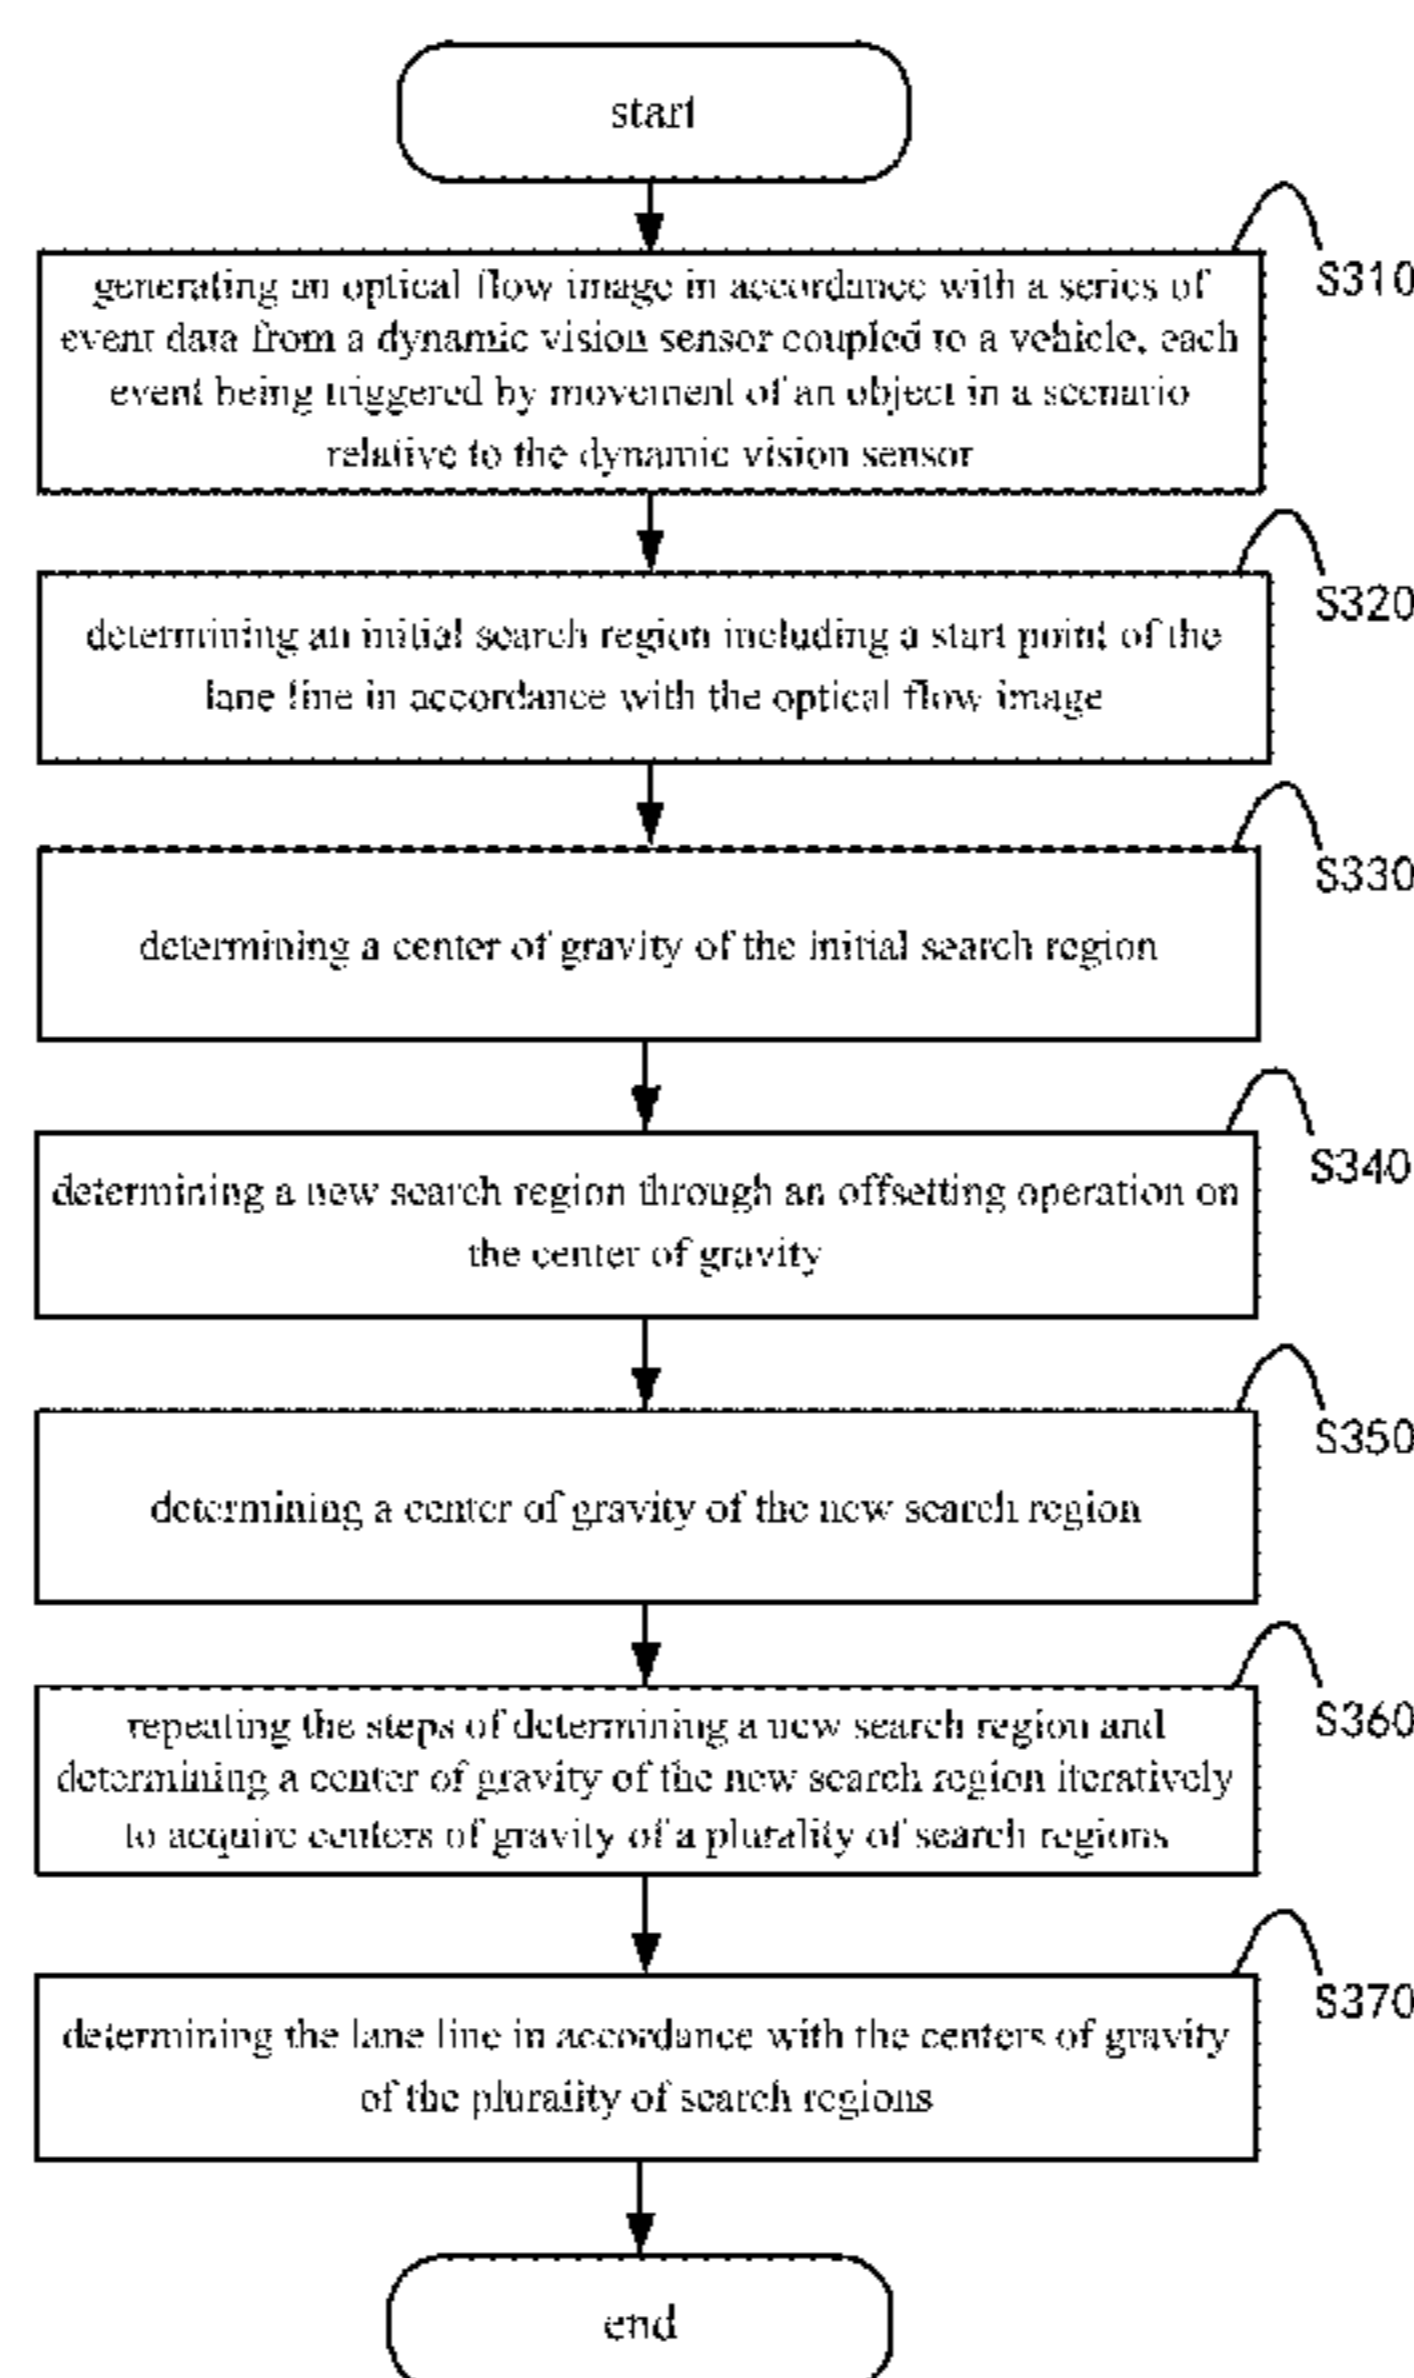 start
generating an optical flow image in accordance with a series of
S310
event data from a dynamic vision sensor coupled to a vehicle, each
event being triggered by movement of an object in a scenario
relative to the dynamic vision sensor
S320
determining an initial search region including a start point of the
lane line in accordance with the optical flow image
S330
determining a center of gravity of the initial search region
S340
determining a new search region through an offsetting operation on
the center of gravity
S350
determining a center of gravity of the new search region
S360
repeating the steps of determining a new search region and
determining a center of gravity of the new search region iteratively
to acquire centers of gravity of a plurality of search regions
S370
determining the lane line in accordance with the centers of gravity
of the plurality of search regions
end